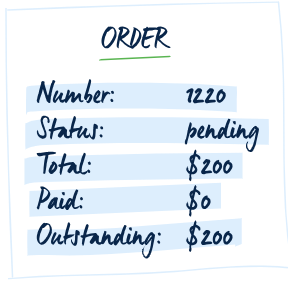 ORDER
Number: 1220
Status: pending
Total: $200
Paid: $0
Outstanding: $200